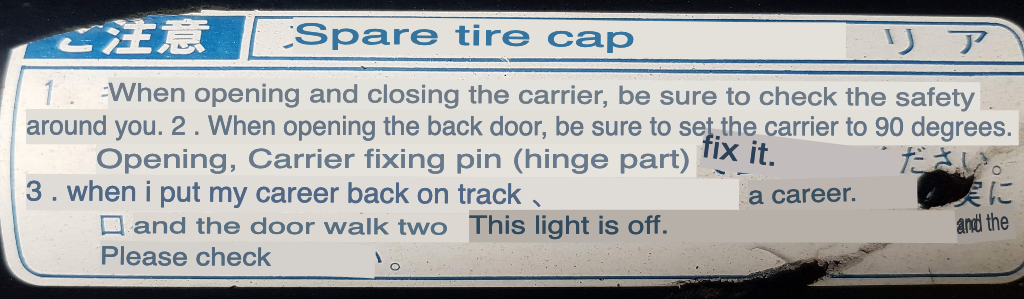 ご注意 Spare tire cap リア
1 When opening and closing the carrier, be sure to check the safety
around you. 2 . When opening the back door, be sure to set the carrier to 90 degrees.
Opening, Carrier fixing pin (hinge part) fix it. ださい。
3 . when i put my career back on track 、 a career. 実に
ロ and the door walk two This light is off. and the
Please check 、。